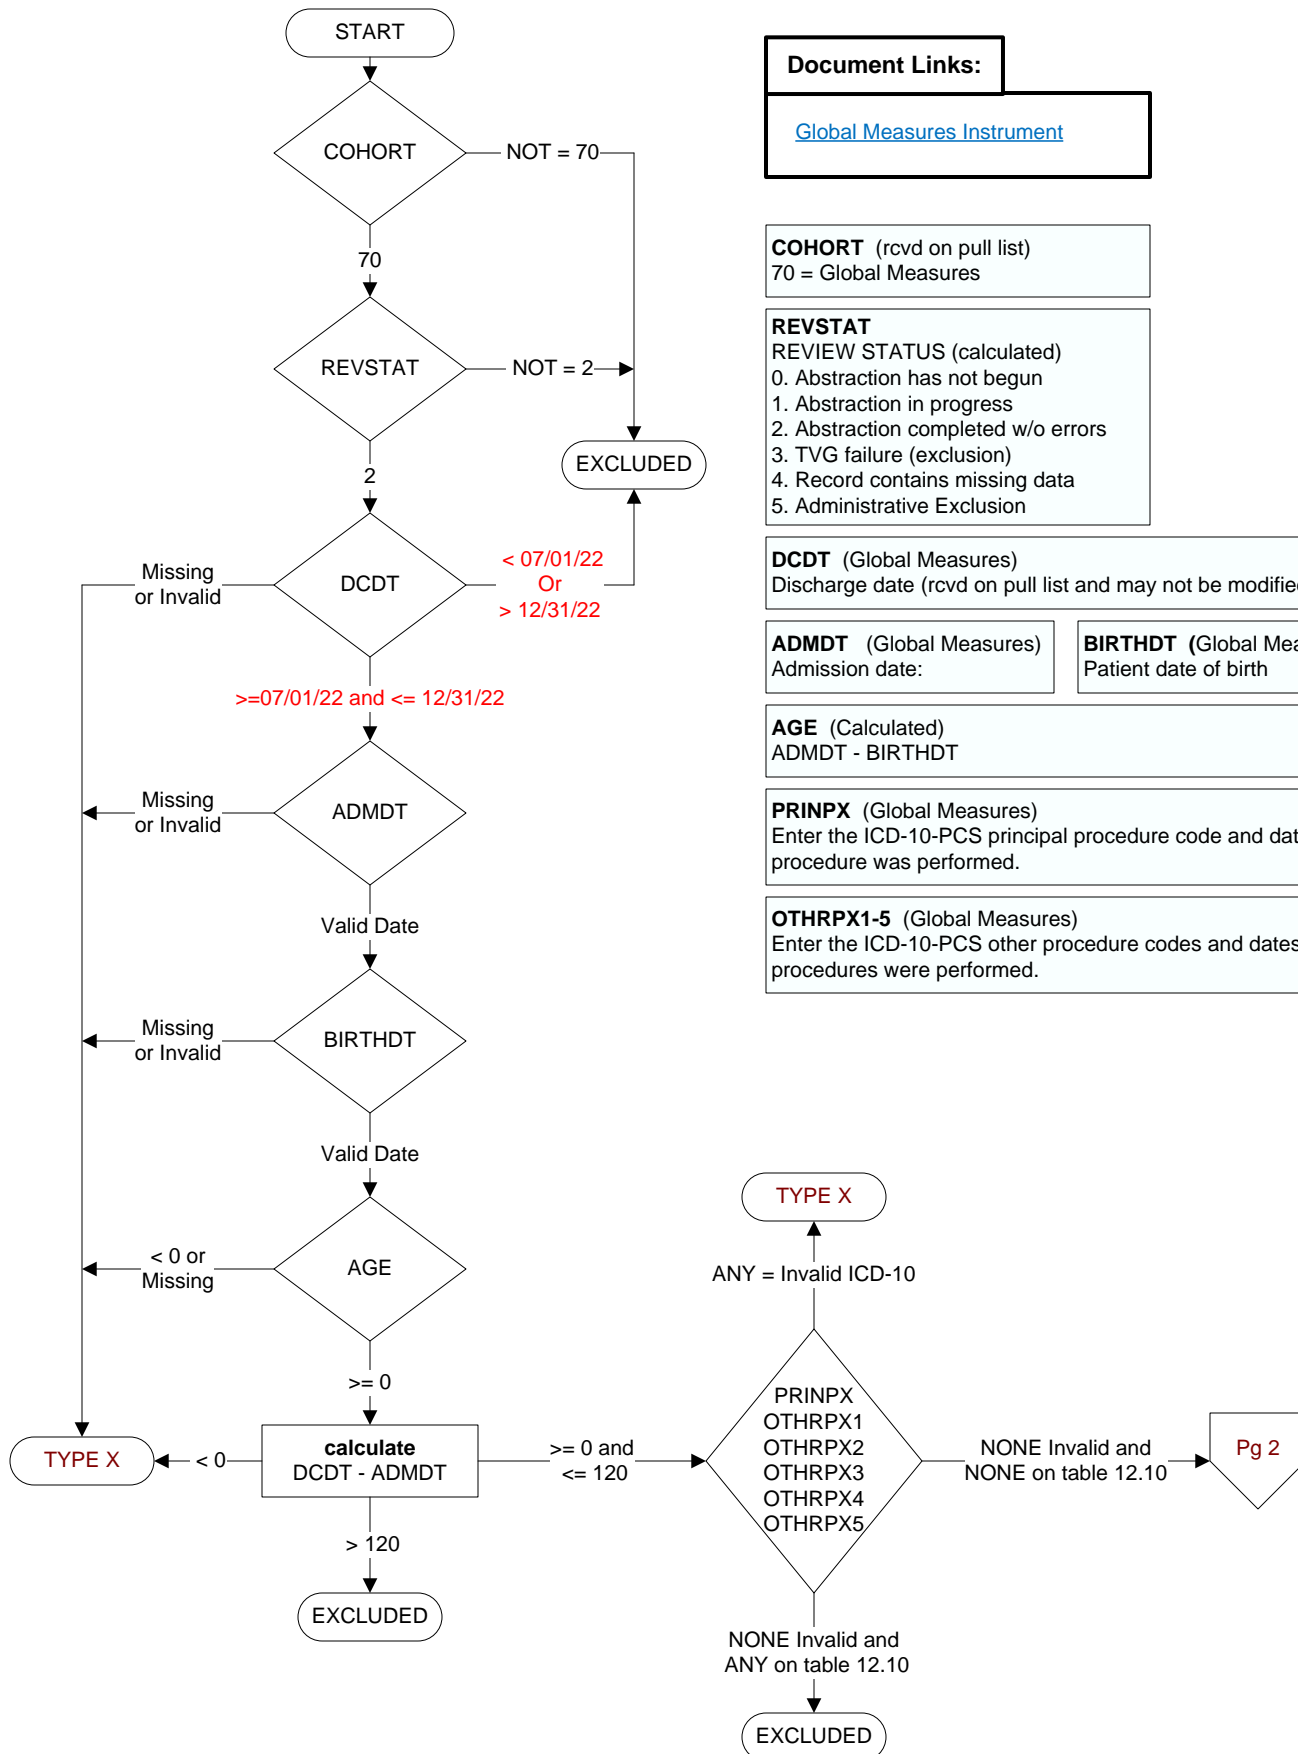 START
Document Links:
Global Measures Instrument
COHORT
NOT = 70
70
COHORT (rcvd on pull list)
70 = Global Measures
REVSTAT
NOT = 2
2
EXCLUDED
REVSTAT
REVIEW STATUS (calculated)
0. Abstraction has not begun
1. Abstraction in progress
2. Abstraction completed w/o errors
3. TVG failure (exclusion)
4. Record contains missing data
5. Administrative Exclusion
Missing
or Invalid
DCDT
< 07/01/22
Or
> 12/31/22
>=07/01/22 and <= 12/31/22
DCDT (Global Measures)
Discharge date (rcvd on pull list and may not be modified
ADMDT (Global Measures)
Admission date:
BIRTHDT (Global Mea
Patient date of birth
AGE (Calculated)
ADMDT - BIRTHDT
PRINPX (Global Measures)
Enter the ICD-10-PCS principal procedure code and dat
procedure was performed.
OTHRPX1-5 (Global Measures)
Enter the ICD-10-PCS other procedure codes and dates
procedures were performed.
Missing
or Invalid
ADMDT
Valid Date
Missing
or Invalid
BIRTHDT
Valid Date
< 0 or
Missing
AGE
>= 0
TYPE X
< 0
calculate
DCDT - ADMDT
>= 0 and
<= 120
> 120
EXCLUDED
TYPE X
ANY = Invalid ICD-10
PRINPX
OTHRPX1
OTHRPX2
OTHRPX3
OTHRPX4
OTHRPX5
NONE Invalid and
NONE on table 12.10
Pg 2
NONE Invalid and
ANY on table 12.10
EXCLUDED